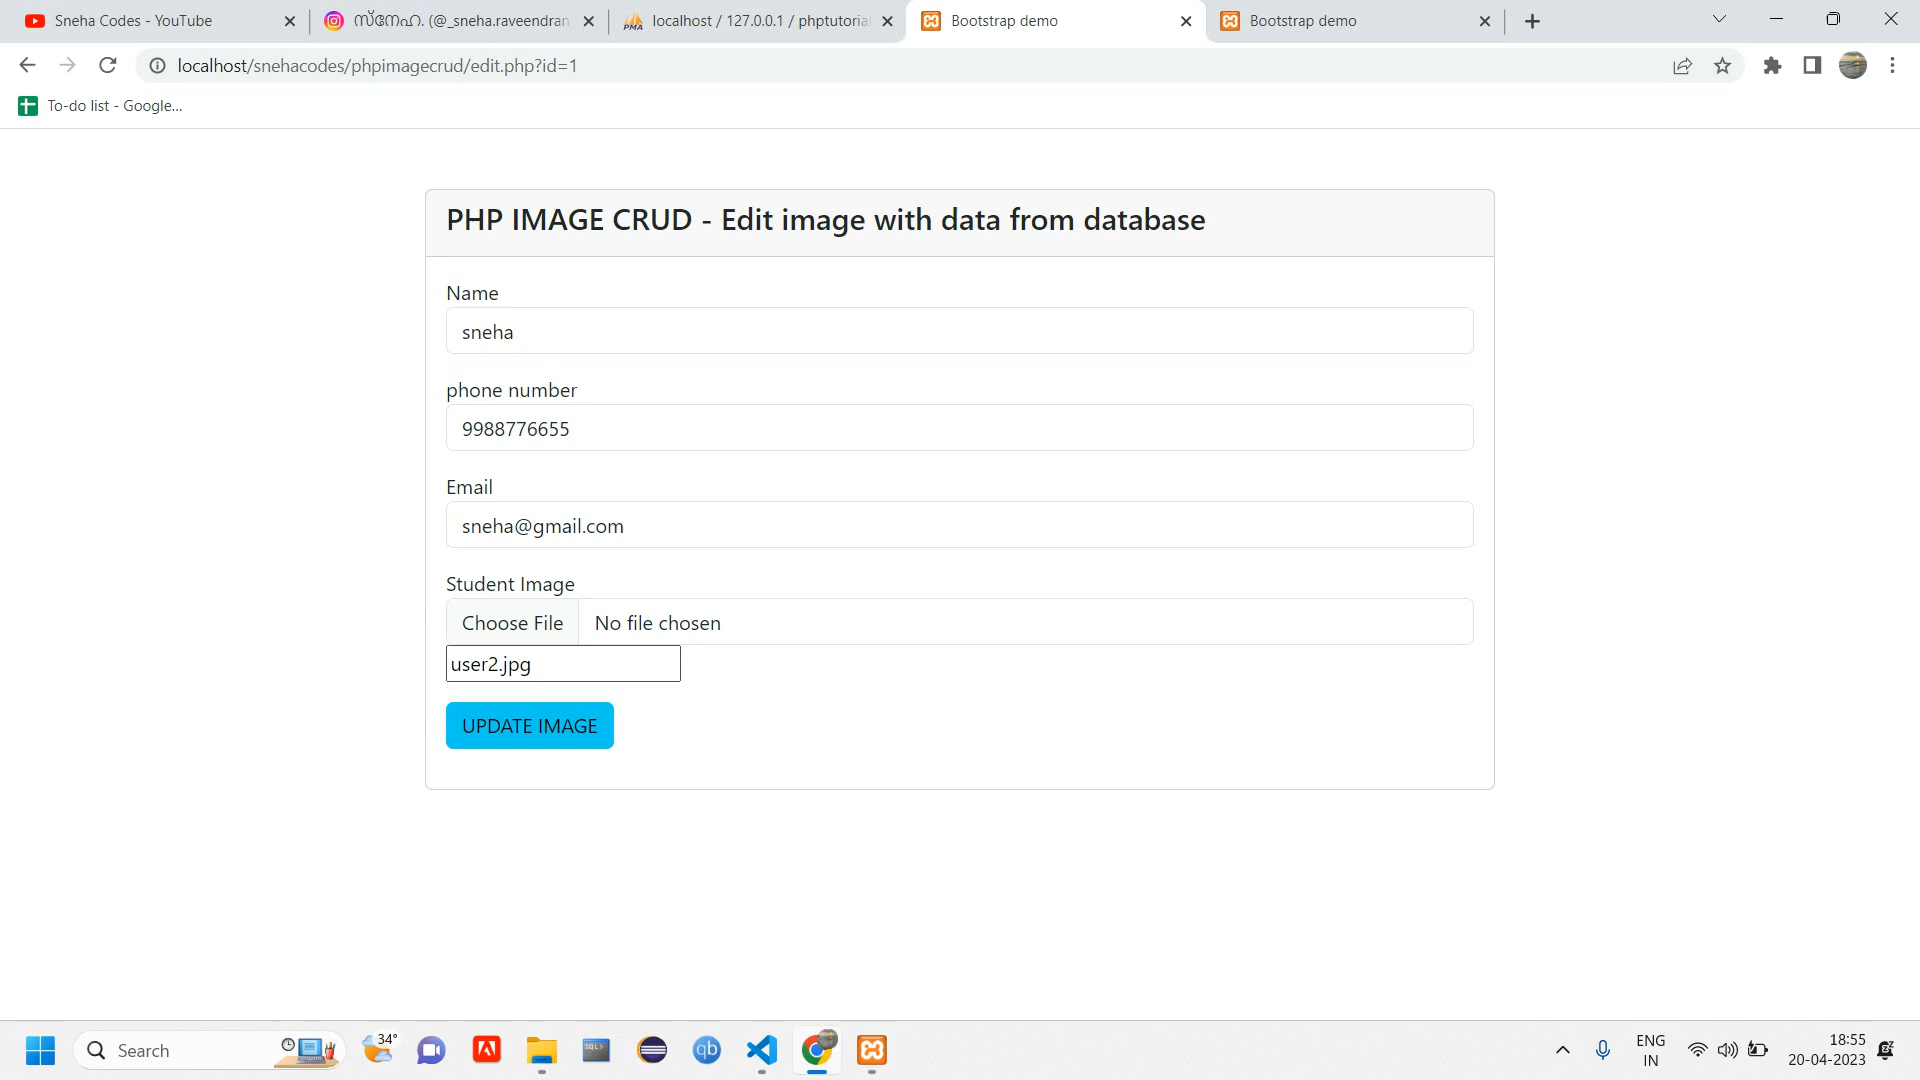 Sneha Codes - YouTube
സ്നേഹ. (@_sneha.raveendran
localhost / 127.0.0.1 / phptutoria
Bootstrap demo
Bootstrap demo
localhost/snehacodes/phpimagecrud/edit.php?id=1
To-do list - Google...
PHP IMAGE CRUD - Edit image with data from database
Name
sneha
phone number
9988776655
Email
sneha@gmail.com
Student Image
Choose File No file chosen
user2.jpg
UPDATE IMAGE
Search
34°
SQL>
qb
ENG
IN
18:55
20-04-2023
PMA